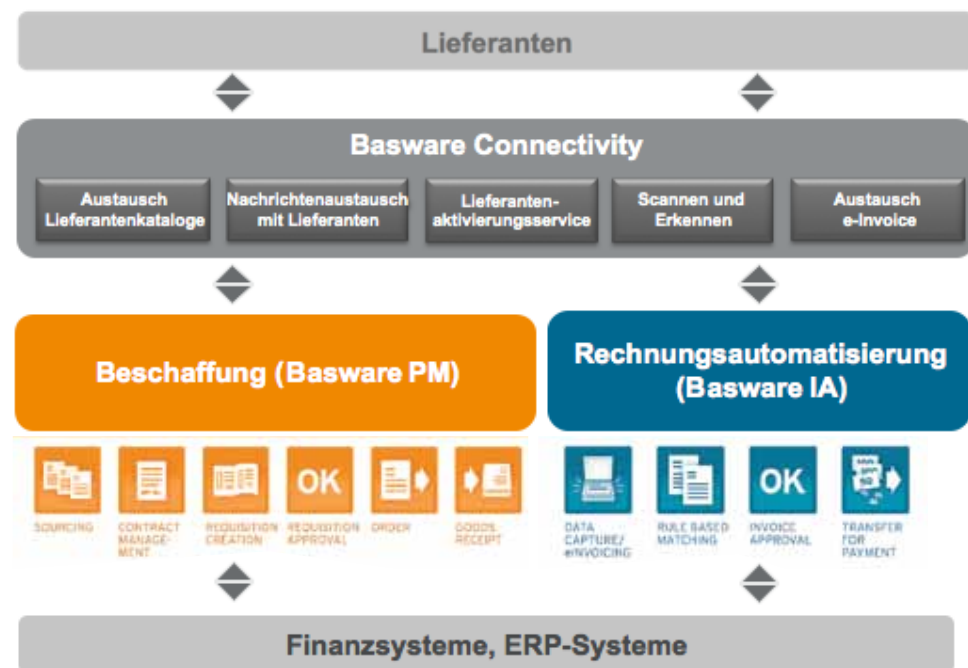 Lieferanten
Basware Connectivity
Austausch
Lieferantenkataloge
Nachrichtenaustausch
mit Lieferanten
Lieferanten-
aktivierungsservice
Scannen und
Erkennen
Austausch
e-Invoice
Beschaffung (Basware PM)
Rechnungsautomatisierung
(Basware IA)
OK
SOURCING
CONTRACT
MANAGE-
MENT
REQUISITION
CREATION
REQUISITION
APPROVAL
ORDER
GOODS
RECEIPT
OK
DATA
CAPTURE/
eINVOICING
RULE BASED
MATCHING
INVOICE
APPROVAL
TRANSFER
FOR
PAYMENT
Finanzsysteme, ERP-Systeme